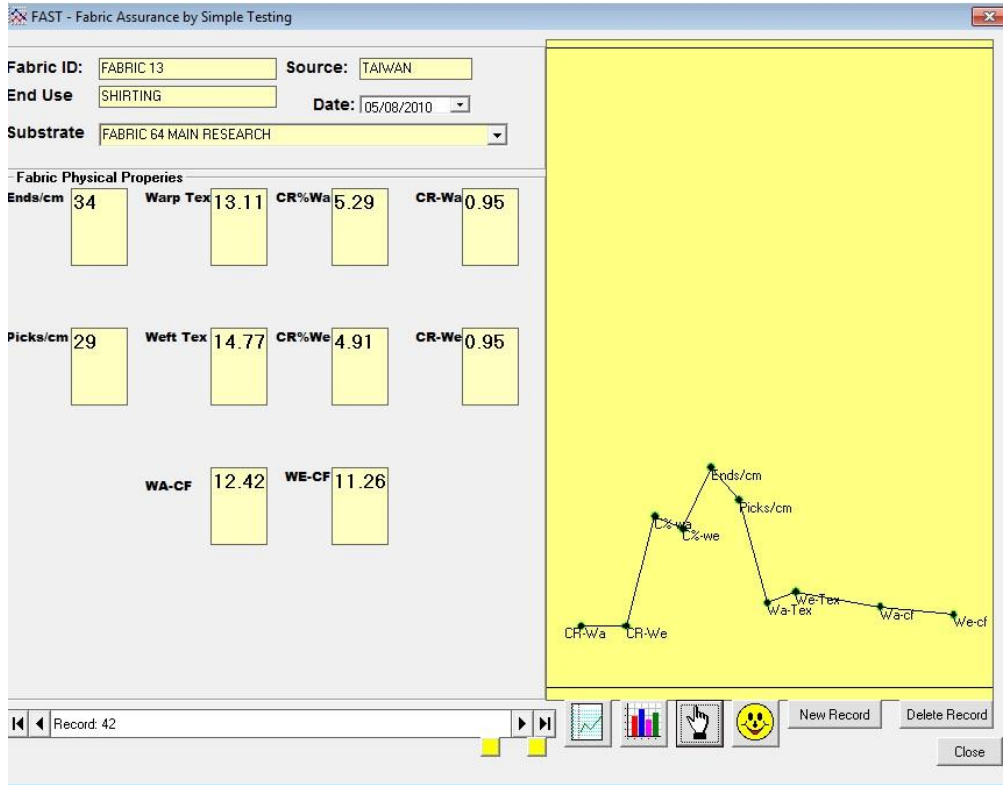 FAST - Fabric Assurance by Simple Testing
Fabric ID: FABRIC 13 Source: TAIWAN
End Use SHIRTING Date: 05/08/2010
Substrate FABRIC 64 MAIN RESEARCH
Fabric Physical Properies
Ends/cm 34 Warp Tex 13.11 CR%Wa 5.29 CR-Wa 0.95
Picks/cm 29 Weft Tex 14.77 CR%We 4.91 CR-We 0.95
WA-CF 12.42 WE-CF 11.26
Ends/cm
Picks/cm
C%-wa
C%-we
We-Tex
Wa-Tex
Wa-cf
We-cf
CR-Wa
CR-We
Record: 42
New Record
Delete Record
Close